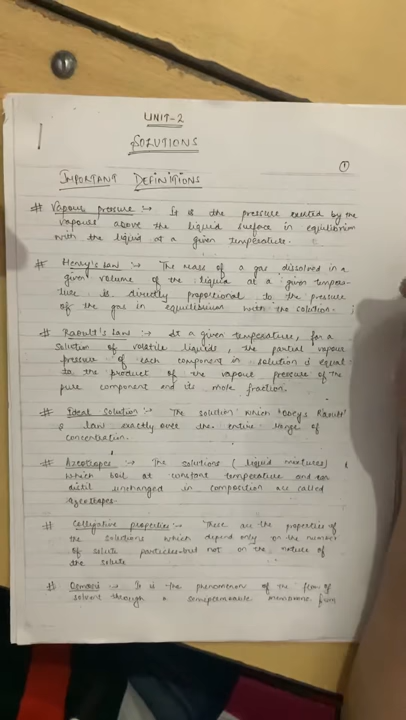 UNIT-2
SOLUTIONS
1
IMPORTANT DEFINITIONS
# Vapour pressure :→ It is the pressure exerted by the
vapours above the liquid surface in equilibrium
with the liquid at a given temperature.
# Henry's Law :→ The mass of a gas dissolved in a
given volume of the liquid at a given tempera-
ture is directly proportional to the pressure
of the gas in equilibrium with the solution.
# Raoult's Law :→ At a given temperature, for a
solution of volatile liquids, the partial vapour
pressure of each component in solution is equal
to the product of the vapour pressure of the
pure component and its mole fraction.
# Ideal Solution :→ The solution which obeys Raoult'
s law exactly over the entire range of
concentration.
# Azeotropes → The solutions (liquid mixtures)
which boil at constant temperature and can
distil unchanged in composition are called
Azeotropes.
# Colligative properties :→ These are the properties of
the solutions which depend only on the number
of solute particles but not on the nature of
the solute
# Osmosis :→ It is the phenomenon of the flow of
solvent through a semipermeable membrane from